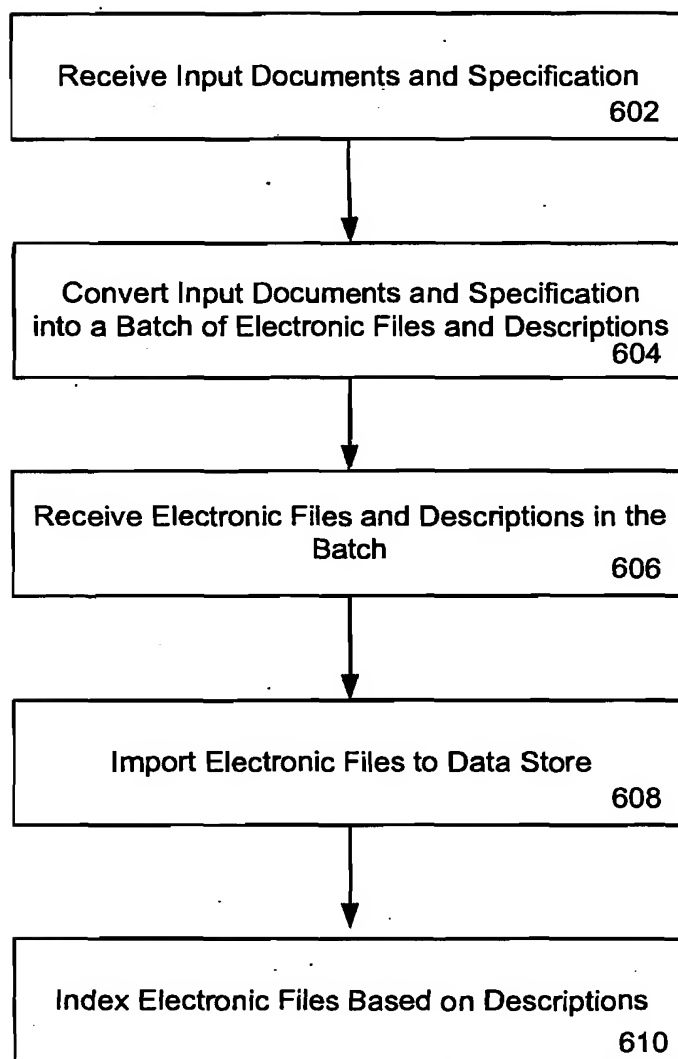 Receive Input Documents and Specification
602
Convert Input Documents and Specification
into a Batch of Electronic Files and Descriptions
604
Receive Electronic Files and Descriptions in the
Batch
606
Import Electronic Files to Data Store
608
Index Electronic Files Based on Descriptions
610